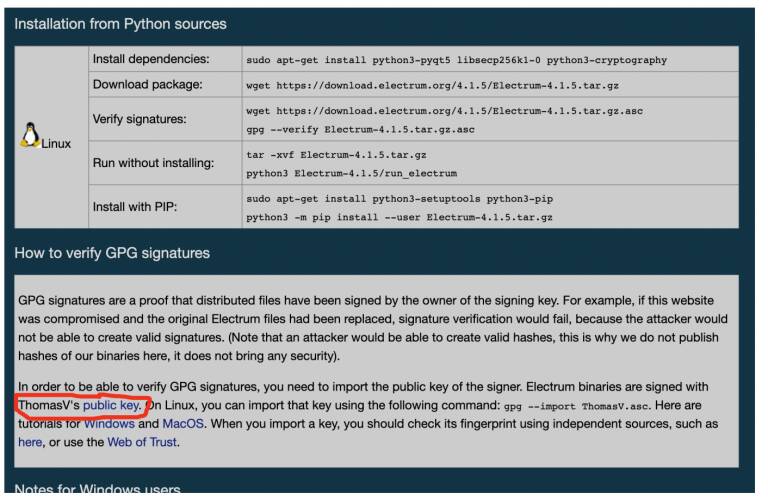 Installation from Python sources
Install dependencies: sudo apt-get install python3-pyqt5 libsecp256k1-0 python3-cryptography
Download package: wget https://download.electrum.org/4.1.5/Electrum-4.1.5.tar.gz
Verify signatures: wget https://download.electrum.org/4.1.5/Electrum-4.1.5.tar.gz.asc
gpg --verify Electrum-4.1.5.tar.gz.asc
Linux
Run without installing: tar -xvf Electrum-4.1.5.tar.gz
python3 Electrum-4.1.5/run_electrum
Install with PIP: sudo apt-get install python3-setuptools python3-pip
python3 -m pip install --user Electrum-4.1.5.tar.gz
How to verify GPG signatures
GPG signatures are a proof that distributed files have been signed by the owner of the signing key. For example, if this website
was compromised and the original Electrum files had been replaced, signature verification would fail, because the attacker would
not be able to create valid signatures. (Note that an attacker would be able to create valid hashes, this is why we do not publish
hashes of our binaries here, it does not bring any security).
In order to be able to verify GPG signatures, you need to import the public key of the signer. Electrum binaries are signed with
ThomasV's public key. On Linux, you can import that key using the following command: gpg --import ThomasV.asc. Here are
tutorials for Windows and MacOS. When you import a key, you should check its fingerprint using independent sources, such as
here, or use the Web of Trust.
Notes for Windows users